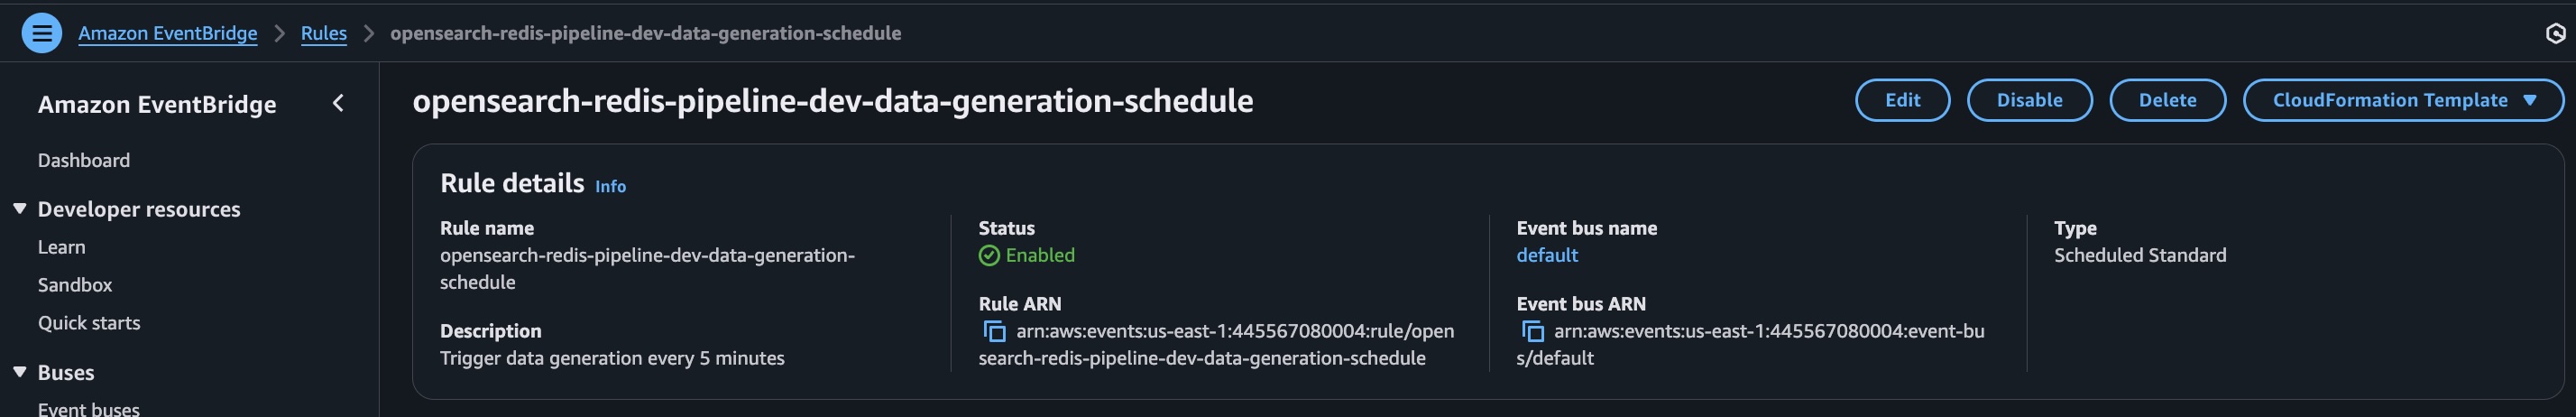 Amazon EventBridge > Rules > opensearch-redis-pipeline-dev-data-generation-schedule
Amazon EventBridge
Dashboard
Developer resources
Learn
Sandbox
Quick starts
Buses
Event buses
opensearch-redis-pipeline-dev-data-generation-schedule
Edit
Disable
Delete
CloudFormation Template
Rule details Info
Rule name
opensearch-redis-pipeline-dev-data-generation-
schedule
Description
Trigger data generation every 5 minutes
Status
Enabled
Rule ARN
arn:aws:events:us-east-1:445567080004:rule/open
search-redis-pipeline-dev-data-generation-schedule
Event bus name
default
Event bus ARN
arn:aws:events:us-east-1:445567080004:event-bu
s/default
Type
Scheduled Standard